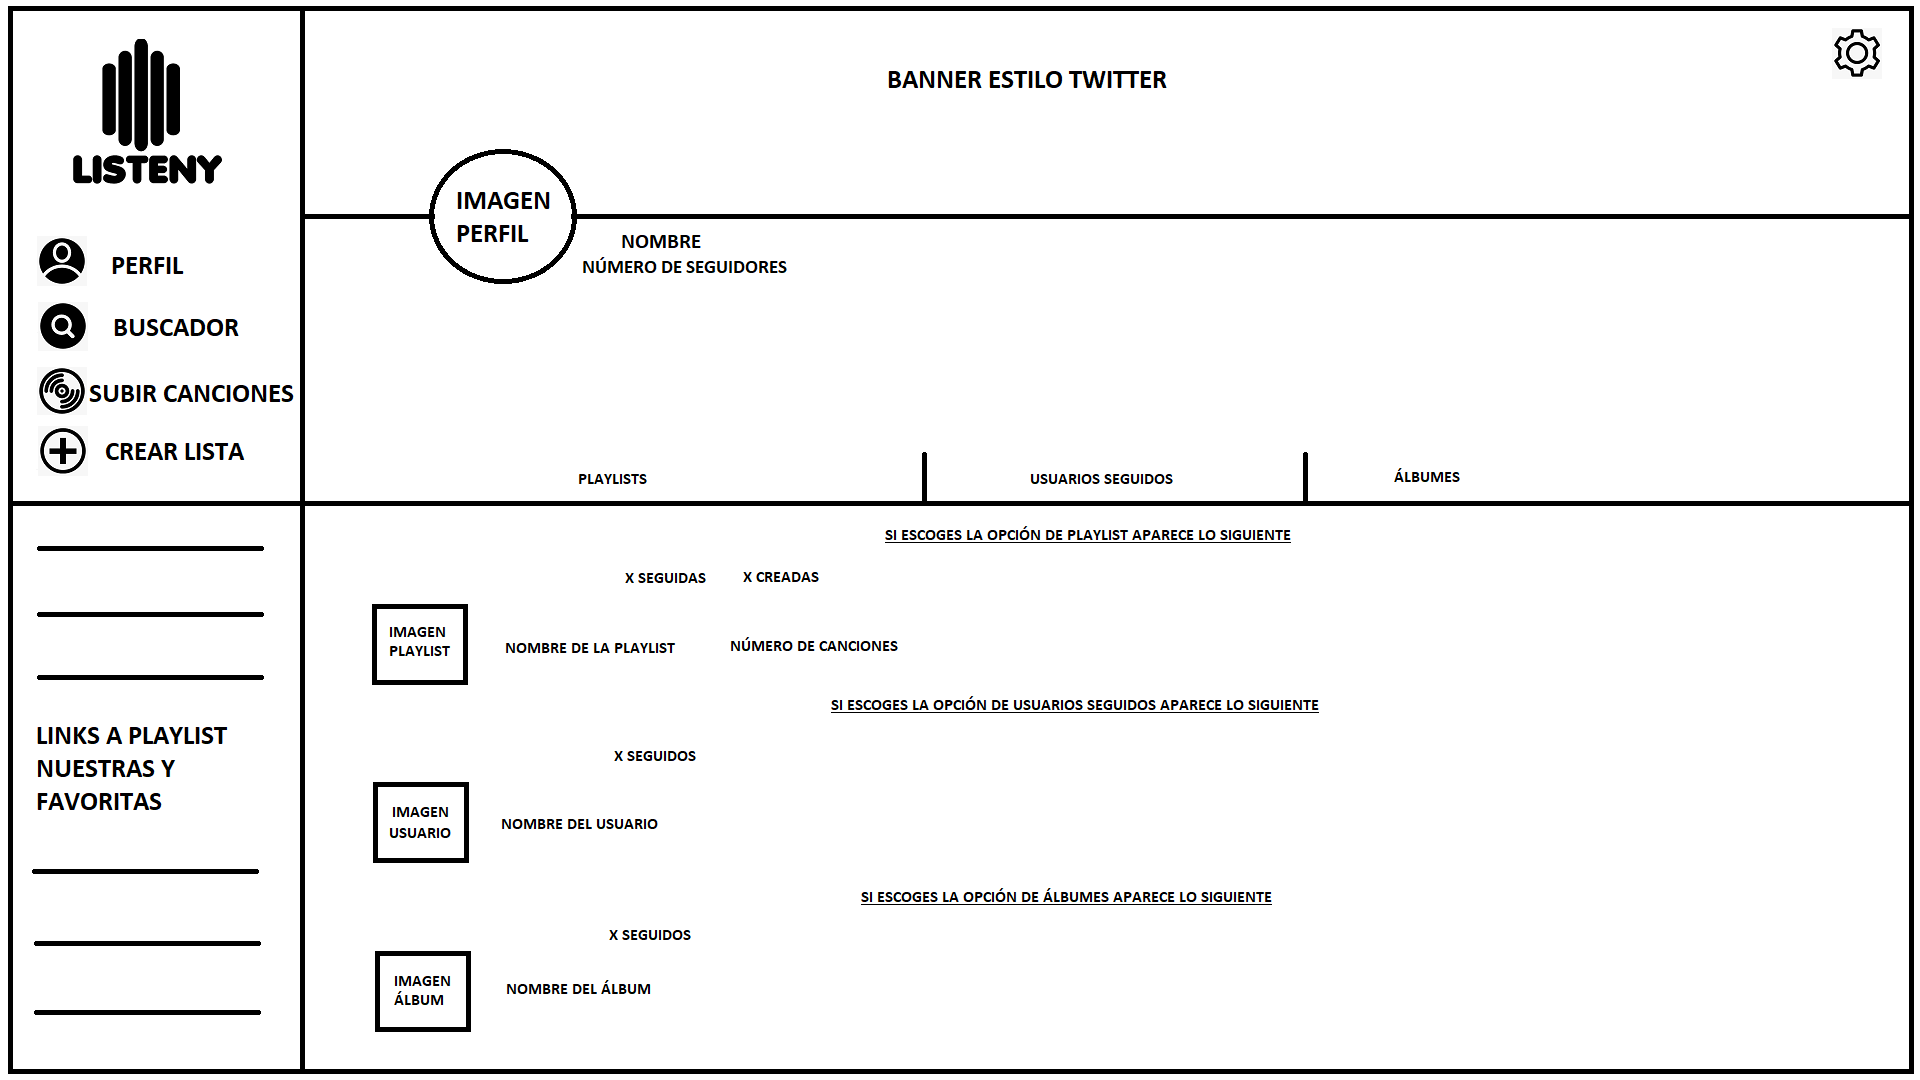 LISTENY
PERFIL
BUSCADOR
SUBIR CANCIONES
CREAR LISTA
LINKS A PLAYLIST
NUESTRAS Y
FAVORITAS
BANNER ESTILO TWITTER
IMAGEN
PERFIL
NOMBRE
NÚMERO DE SEGUIDORES
PLAYLISTS
USUARIOS SEGUIDOS
ÁLBUMES
SI ESCOGES LA OPCIÓN DE PLAYLIST APARECE LO SIGUIENTE
X SEGUIDAS
X CREADAS
IMAGEN
PLAYLIST
NOMBRE DE LA PLAYLIST
NÚMERO DE CANCIONES
SI ESCOGES LA OPCIÓN DE USUARIOS SEGUIDOS APARECE LO SIGUIENTE
X SEGUIDOS
IMAGEN
USUARIO
NOMBRE DEL USUARIO
SI ESCOGES LA OPCIÓN DE ÁLBUMES APARECE LO SIGUIENTE
X SEGUIDOS
IMAGEN
ÁLBUM
NOMBRE DEL ÁLBUM